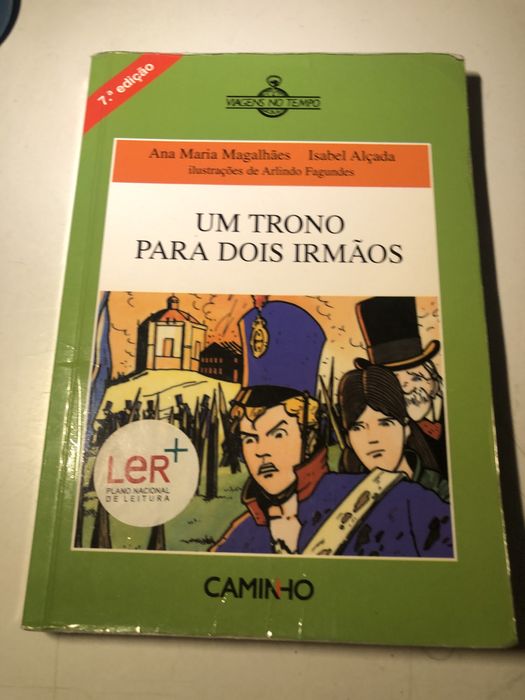 7.ª edição
VIAGENS NO TEMPO
Ana Maria Magalhães Isabel Alçada
ilustrações de Arlindo Fagundes
UM TRONO
PARA DOIS IRMÃOS
LeR+
PLANO NACIONAL
DE LEITURA
CAMINHO